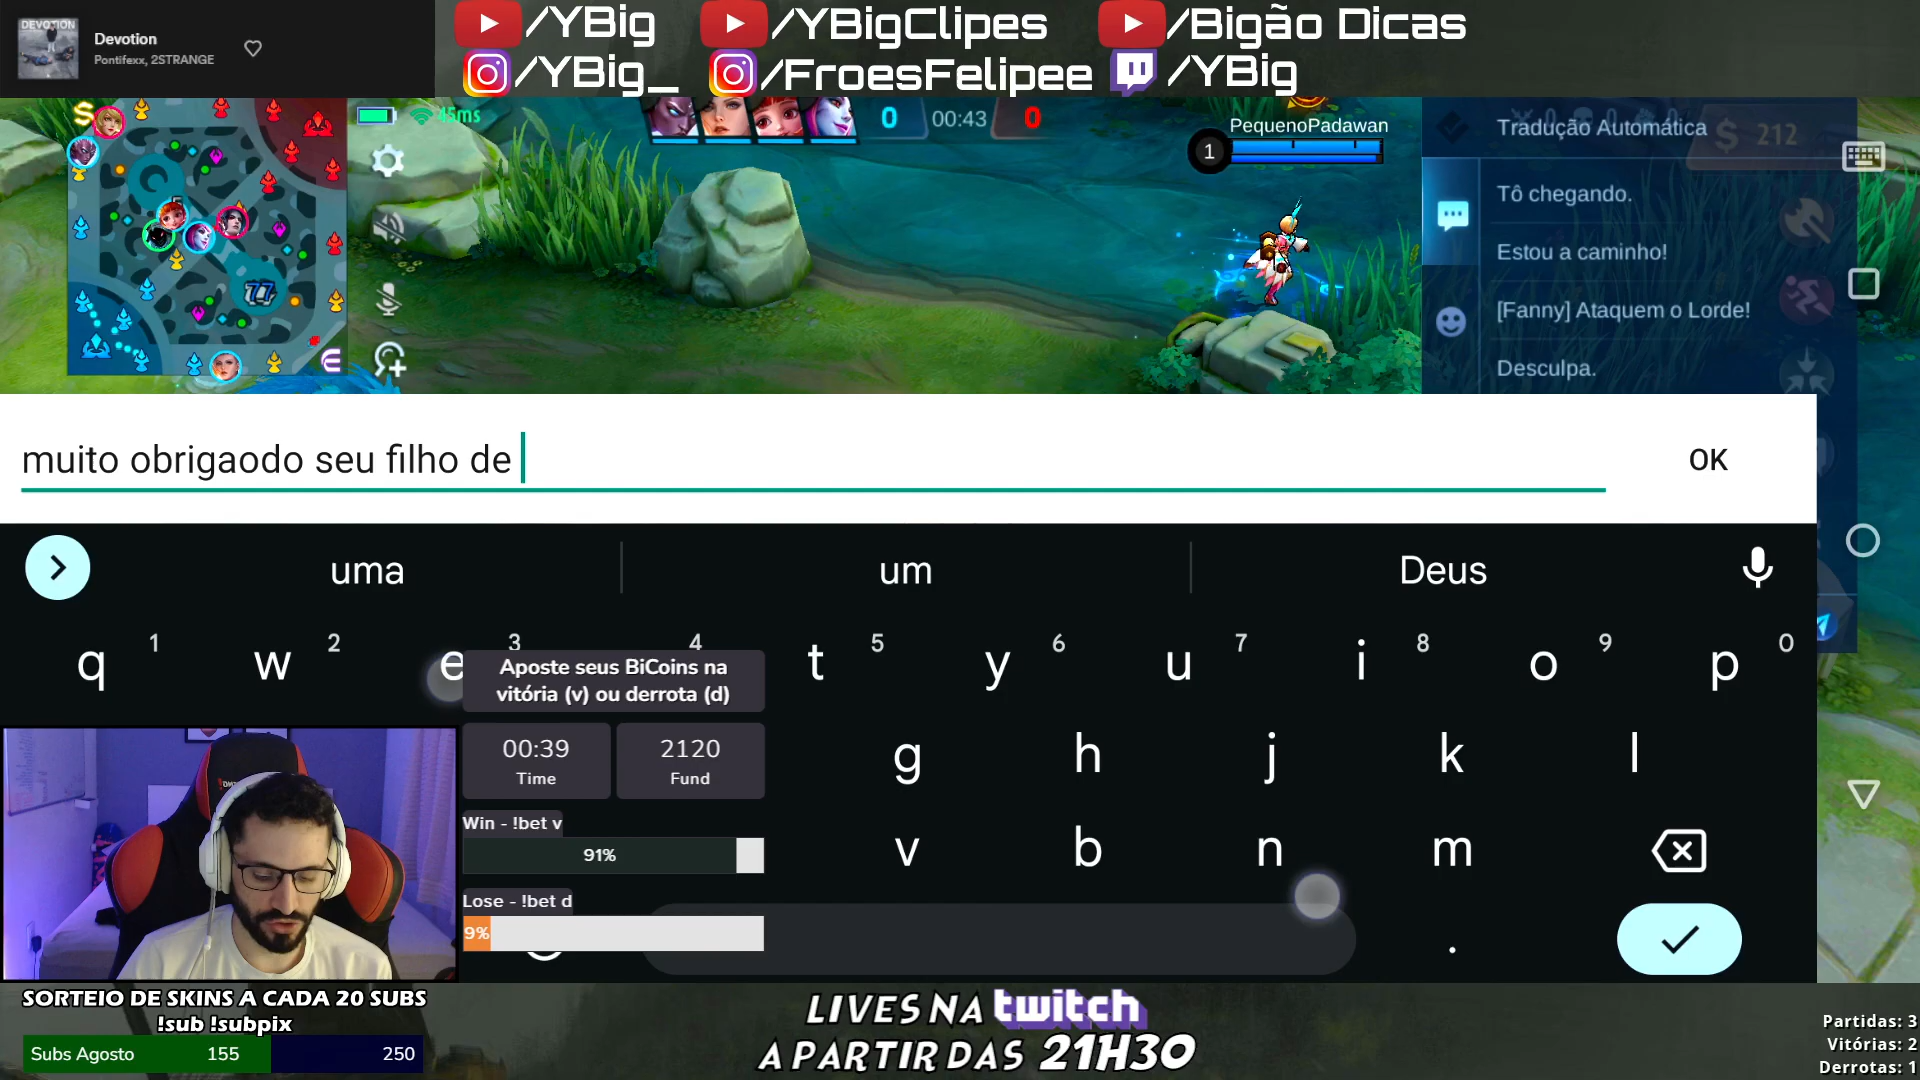 DEVOTION
Devotion
Pontifexx, 2STRANGE
/YBig
/YBigClipes
/Bigão Dicas
/YBig_
/FroesFelipee
/YBig
45ms
0
00:43
0
PequenoPadawan
1
Tradução Automática
$ 212
Tô chegando.
Estou a caminho!
[Fanny] Ataquem o Lorde!
Desculpa.
muito obrigaodo seu filho de
OK
uma
um
Deus
q 1 w 2 e 3 4 t 5 y 6 u 7 i 8 o 9 p 0
g h j k l
v b n m
.
Aposte seus BiCoins na
vitória (v) ou derrota (d)
00:39
Time
2120
Fund
Win - !bet v
91%
Lose - !bet d
9%
SORTEIO DE SKINS A CADA 20 SUBS
!sub !subpix
Subs Agosto 155 250
LIVES NA twitch
A PARTIR DAS 21H30
Partidas: 3
Vitórias: 2
Derrotas: 1